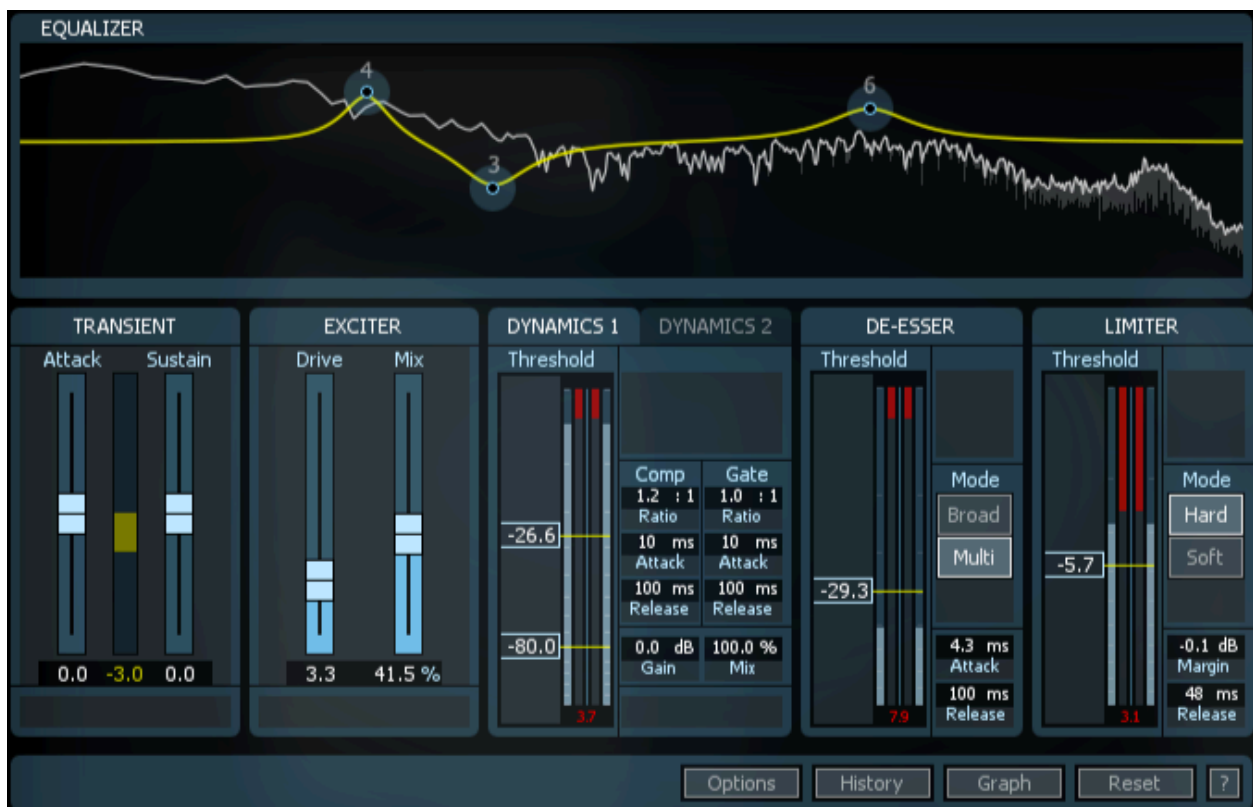 EQUALIZER
4
6
3
TRANSIENT
EXCITER
DYNAMICS 1
DYNAMICS 2
DE-ESSER
LIMITER
Attack
Sustain
0.0
-3.0
0.0
Drive
Mix
3.3
41.5 %
Threshold
-26.6
-80.0
3.7
Comp
Gate
1.2 : 1
1.0 : 1
Ratio
Ratio
10 ms
10 ms
Attack
Attack
100 ms
100 ms
Release
Release
0.0 dB
100.0 %
Gain
Mix
Threshold
-29.3
7.9
Mode
Broad
Multi
4.3 ms
Attack
100 ms
Release
Threshold
-5.7
3.1
Mode
Hard
Soft
-0.1 dB
Margin
48 ms
Release
Options
History
Graph
Reset
?